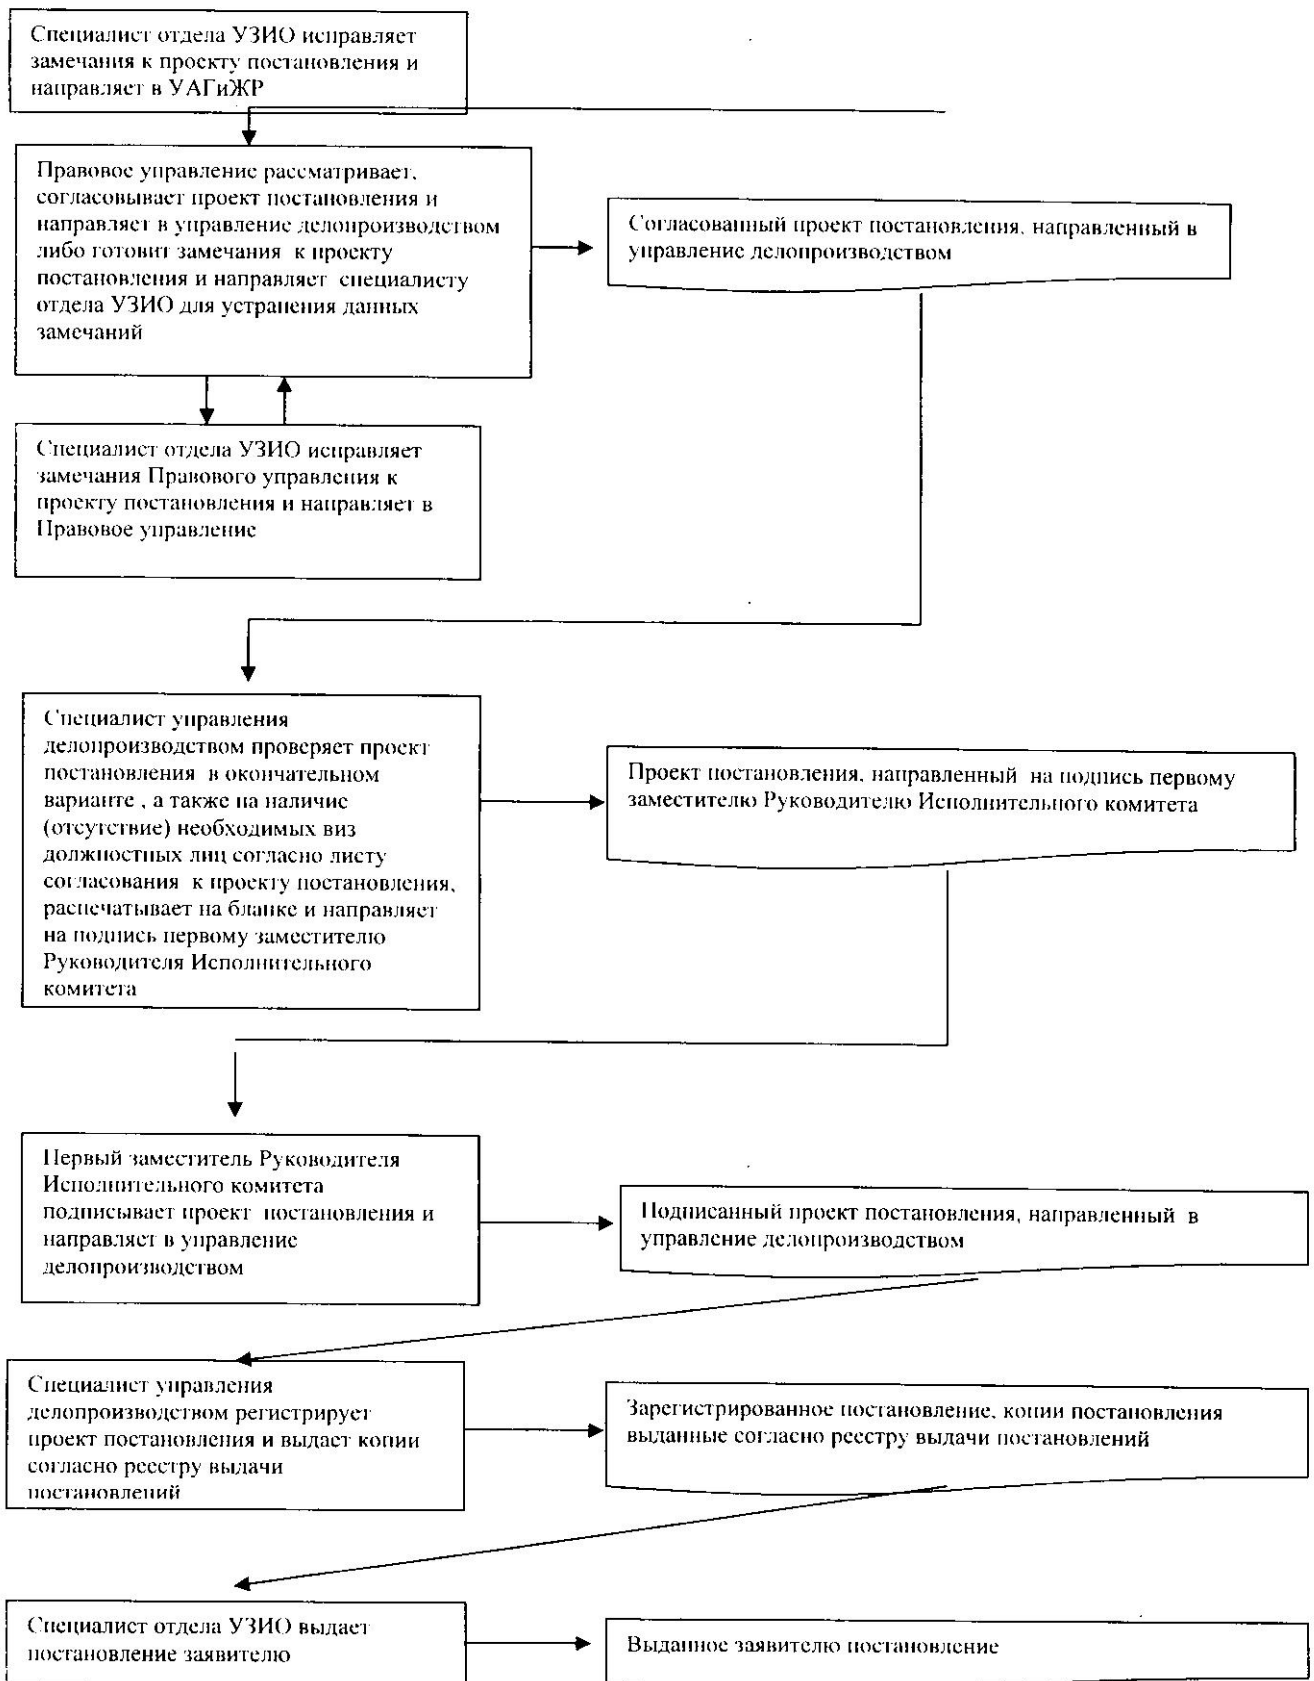 Специалист отдела УЗИО исправляет
замечания к проекту постановления и
направляет в УАГиЖР
Правовое управление рассматривает,
согласовывает проект постановления и
направляет в управление делопроизводством
либо готовит замечания к проекту
постановления и направляет специалисту
отдела УЗИО для устранения данных
замечаний
Согласованный проект постановления, направленный в
управление делопроизводством
Специалист отдела УЗИО исправляет
замечания Правового управления к
проекту постановления и направляет в
Правовое управление
Специалист управления
делопроизводством проверяет проект
постановления в окончательном
варианте , а также на наличие
(отсутствие) необходимых виз
должностных лиц согласно листу
согласования к проекту постановления,
распечатывает на бланке и направляет
на подпись первому заместителю
Руководителя Исполнительного
комитета
Проект постановления, направленный на подпись первому
заместителю Руководителю Исполнительного комитета
Первый заместитель Руководителя
Исполнительного комитета
подписывает проект постановления и
направляет в управление
делопроизводством
Подписанный проект постановления, направленный в
управление делопроизводством
Специалист управления
делопроизводством регистрирует
проект постановления и выдает копии
согласно реестру выдачи
постановлений
Зарегистрированное постановление, копии постановления
выданные согласно реестру выдачи постановлений
Специалист отдела УЗИО выдает
постановление заявителю
Выданное заявителю постановление